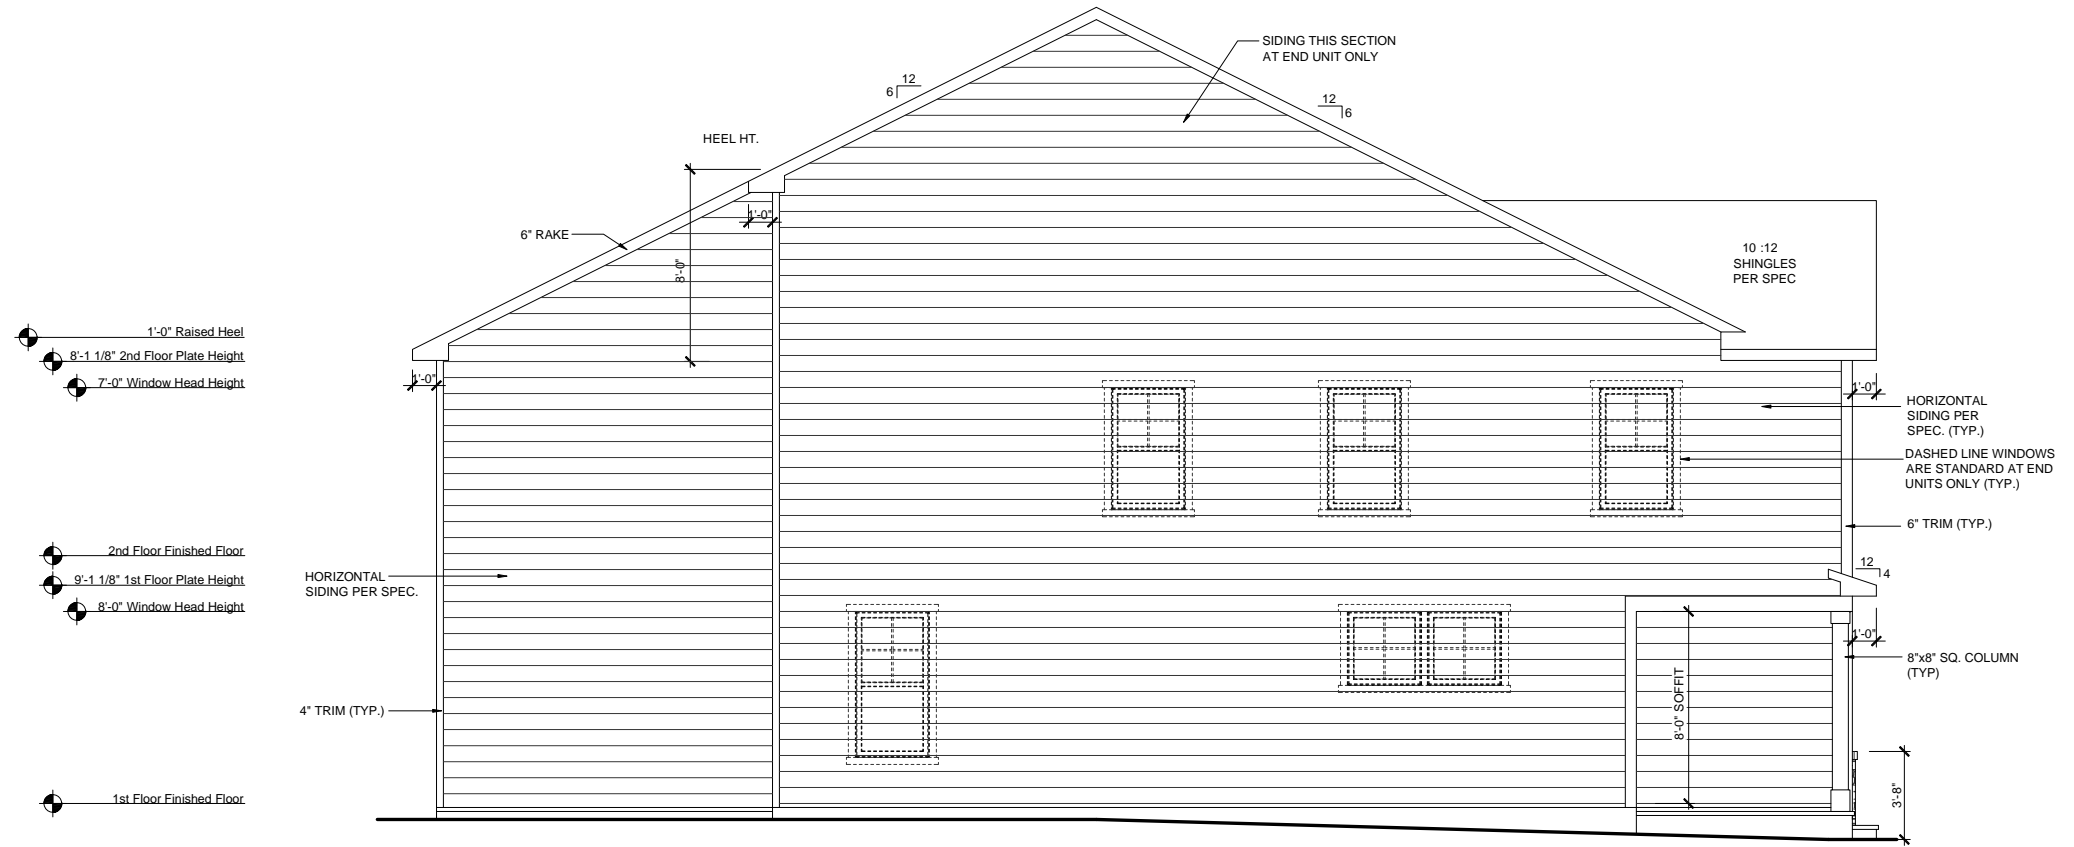 SIDING THIS SECTION
AT END UNIT ONLY
12
6
12
6
HEEL HT.
1'-0"
6" RAKE
8'-0"
10 :12
SHINGLES
PER SPEC
1'-0" Raised Heel
8'-1 1/8" 2nd Floor Plate Height
7'-0" Window Head Height
1'-0"
1'-0"
HORIZONTAL
SIDING PER
SPEC. (TYP.)
DASHED LINE WINDOWS
ARE STANDARD AT END
UNITS ONLY (TYP.)
6" TRIM (TYP.)
2nd Floor Finished Floor
9'-1 1/8" 1st Floor Plate Height
8'-0" Window Head Height
HORIZONTAL
SIDING PER SPEC.
12
4
1'-0"
8"x8" SQ. COLUMN
(TYP)
8'-0" SOFFIT
4" TRIM (TYP.)
3'-8"
1st Floor Finished Floor